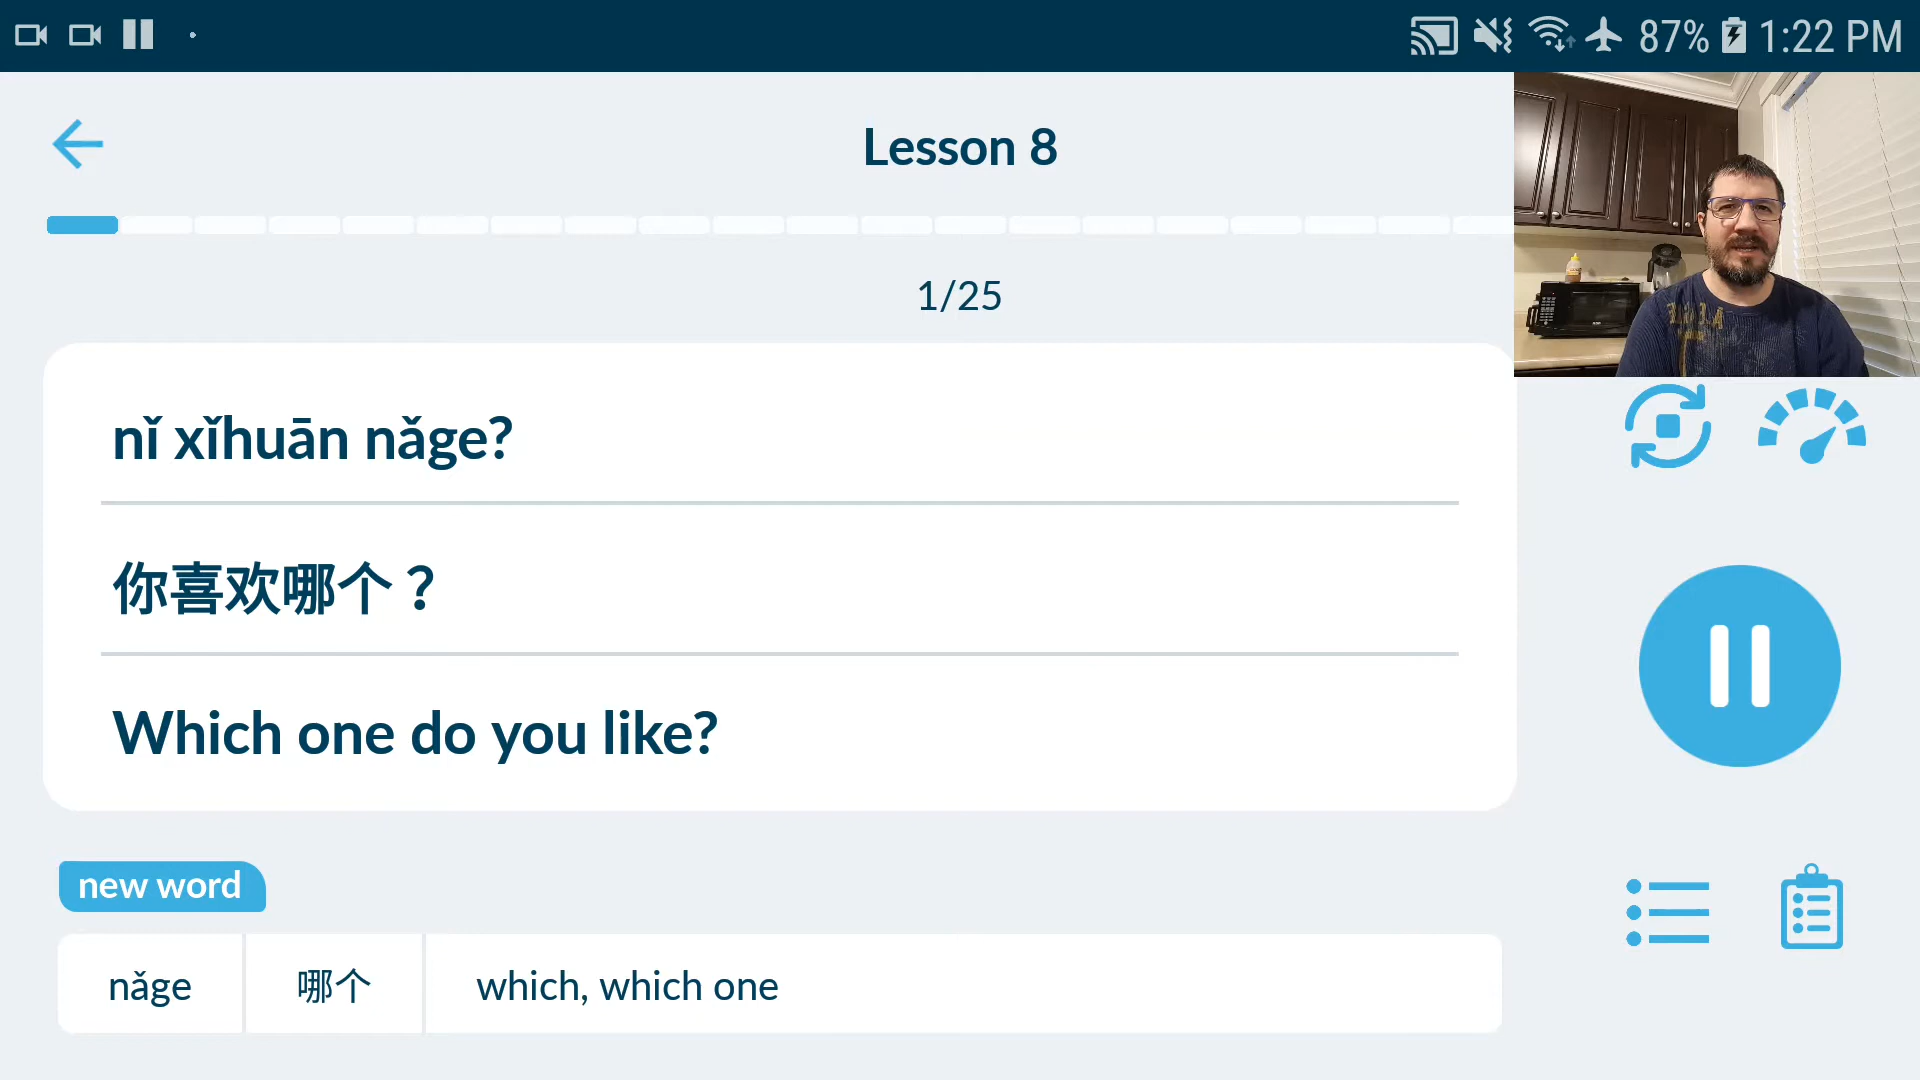 87% 1:22 PM
Lesson 8
1/25
nǐ xǐhuān nǎge?
你喜欢哪个？
Which one do you like?
new word
nǎge 哪个 which, which one